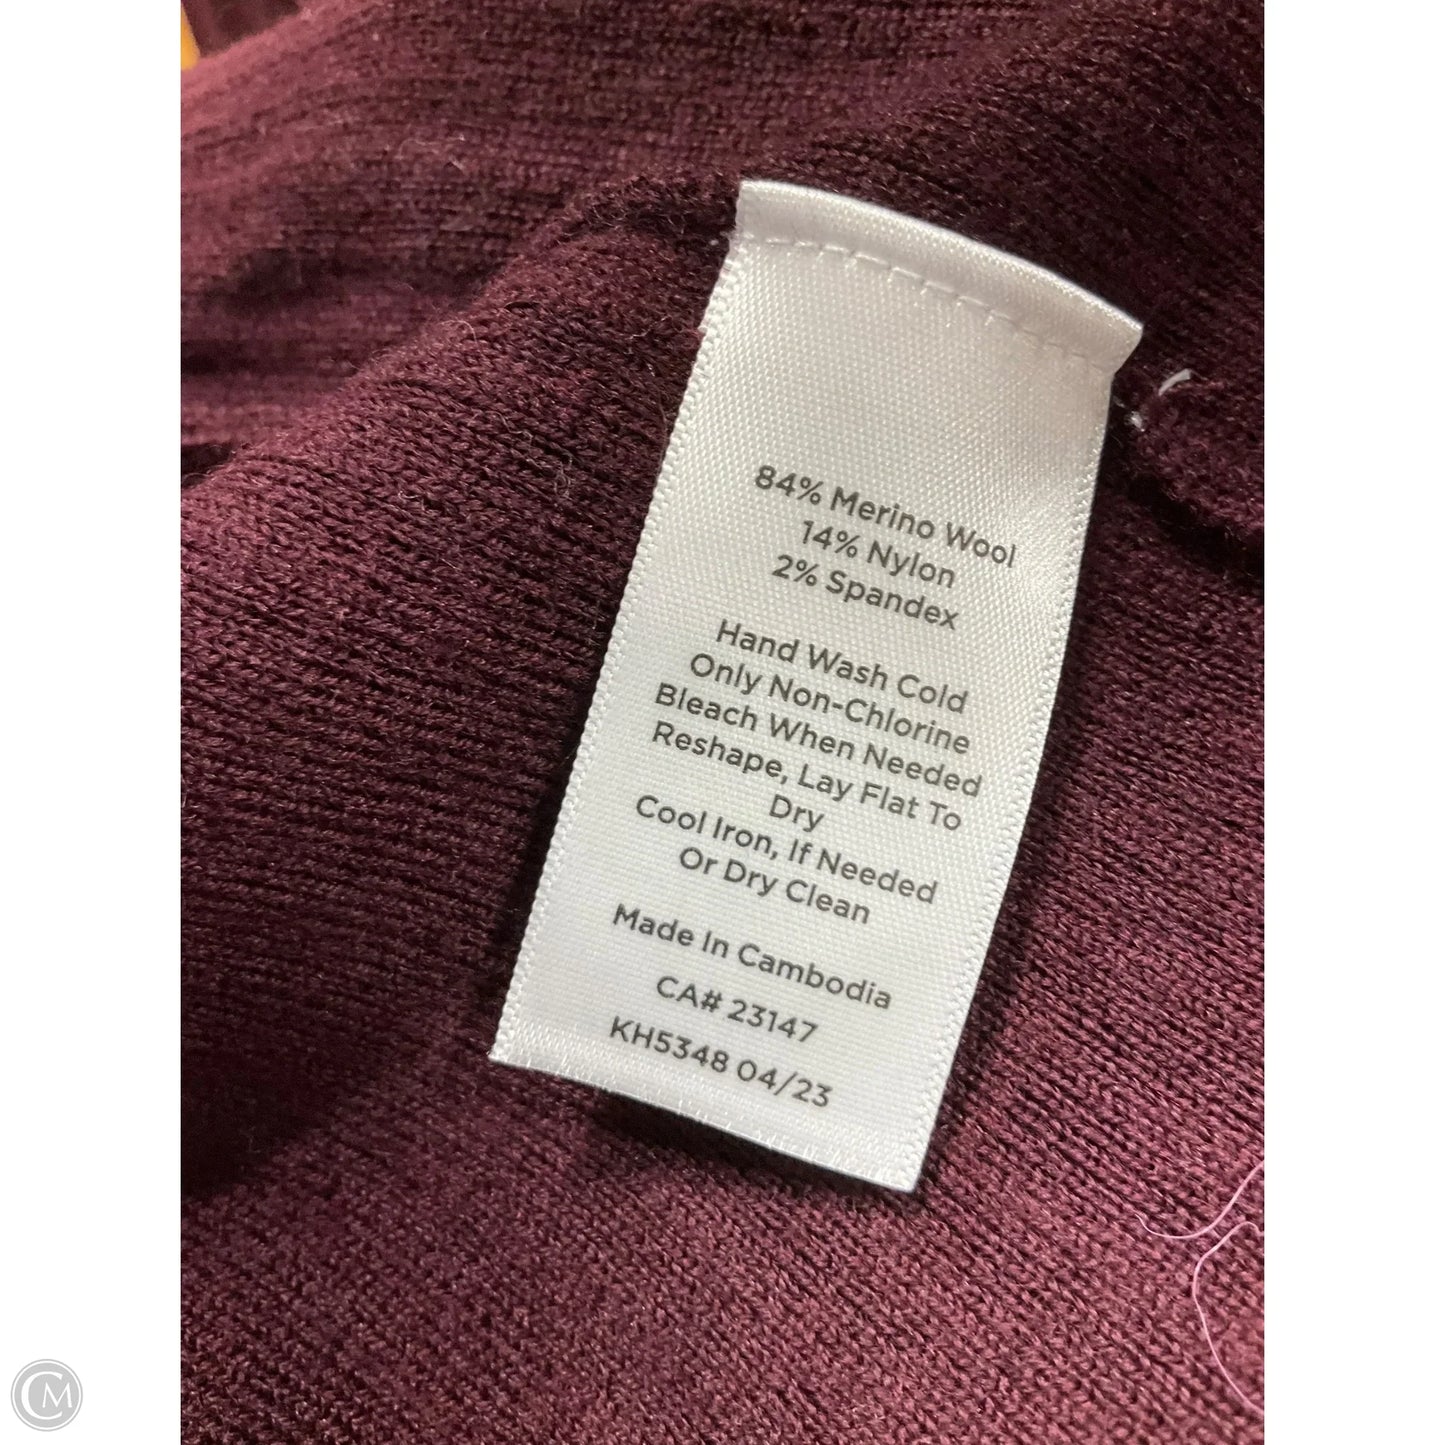 84% Merino Wool
14% Nylon
2% Spandex
Hand Wash Cold
Only Non-Chlorine
Bleach When Needed
Reshape, Lay Flat To
Dry
Cool Iron, If Needed
Or Dry Clean
Made In Cambodia
CA# 23147
KH5348 04/23
CM